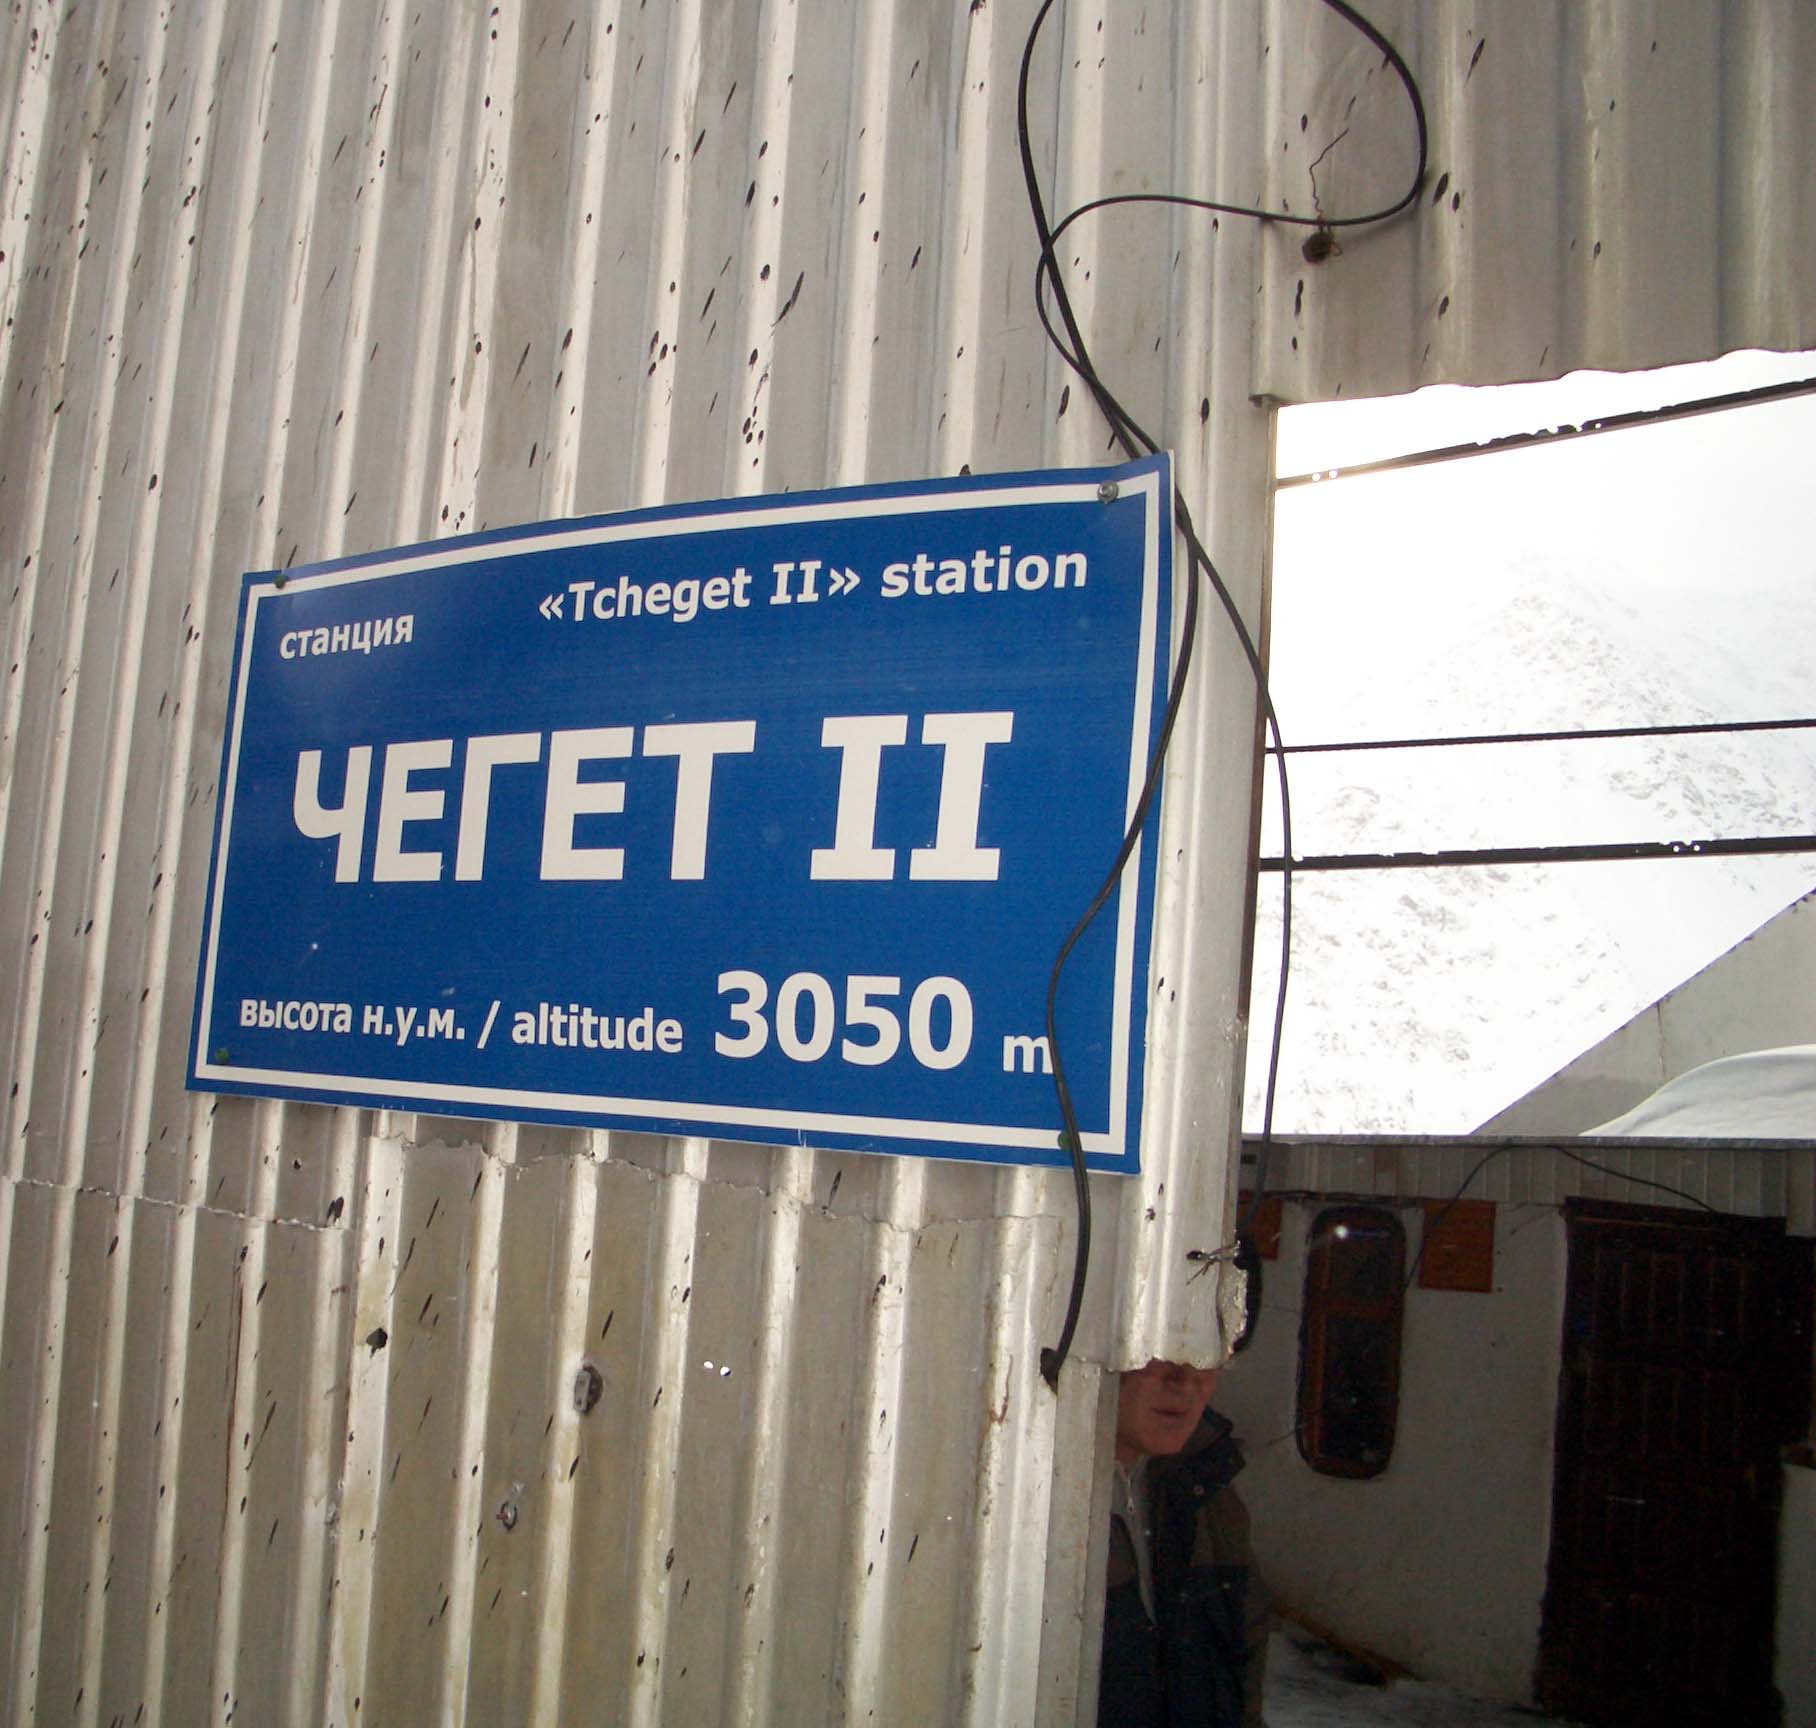 «Tcheget II» station
станция
ЧЕГЕТ II
высота н.у.м. / altitude 3050 m